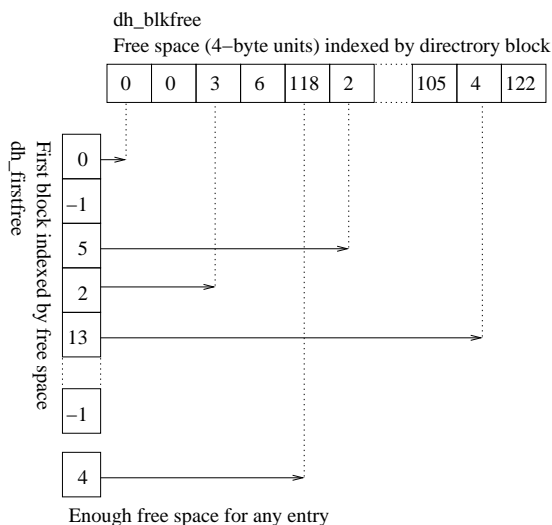 dh_blkfree
Free space (4–byte units) indexed by directrory block
0 0 3 6 118 2 105 4 122
First block indexed by free space
dh_firstfree
0
–1
5
2
13
–1
4
Enough free space for any entry